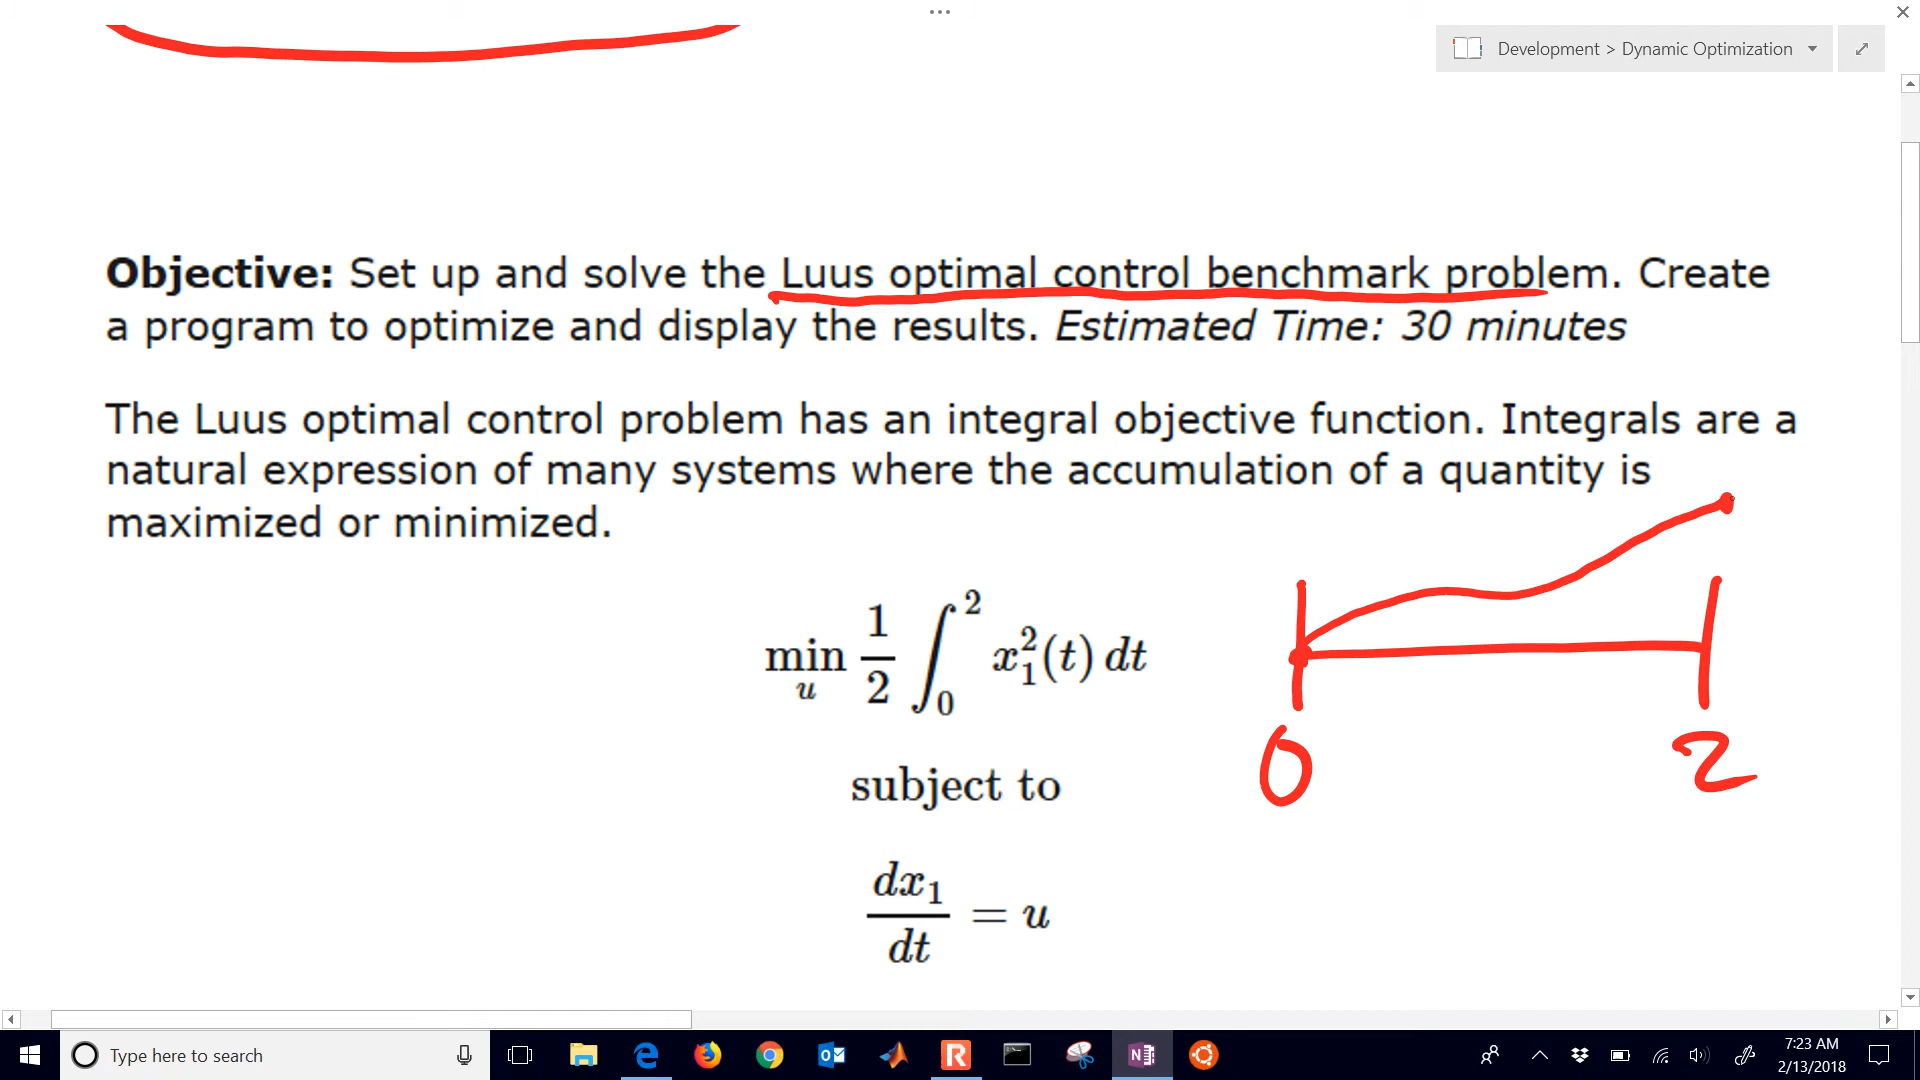 Development > Dynamic Optimization
Objective: Set up and solve the Luus optimal control benchmark problem. Create
a program to optimize and display the results. Estimated Time: 30 minutes
The Luus optimal control problem has an integral objective function. Integrals are a
natural expression of many systems where the accumulation of a quantity is
maximized or minimized.
min_u 1/2 ∫_0^2 x_1^2(t) dt
0 2
subject to
dx_1/dt = u
Type here to search
7:23 AM
2/13/2018